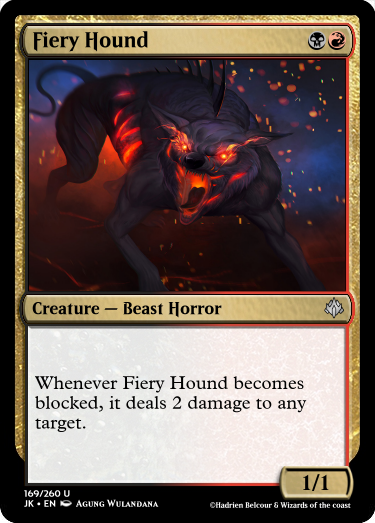 Fiery Hound
Creature — Beast Horror
Whenever Fiery Hound becomes
blocked, it deals 2 damage to any
target.
1/1
169/260 U
JK • EN Agung Wulandana
©Hadrien Belcour & Wizards of the coast